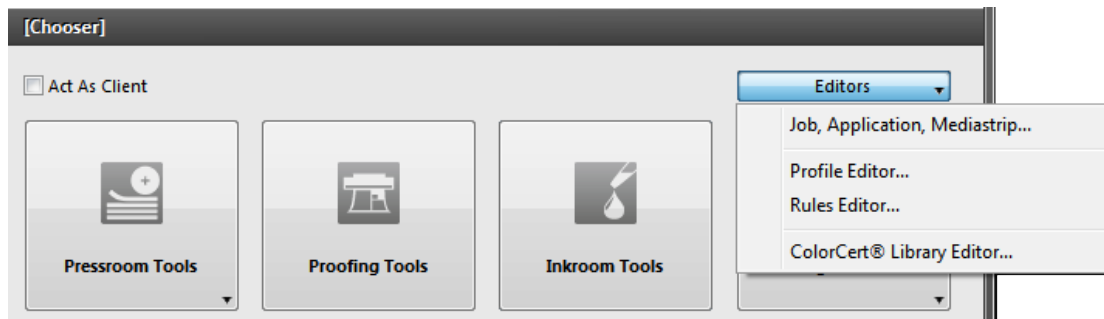 [Chooser]
Act As Client
Editors
Job, Application, Mediastrip...
Profile Editor...
Rules Editor...
ColorCert® Library Editor...
Pressroom Tools
Proofing Tools
Inkroom Tools